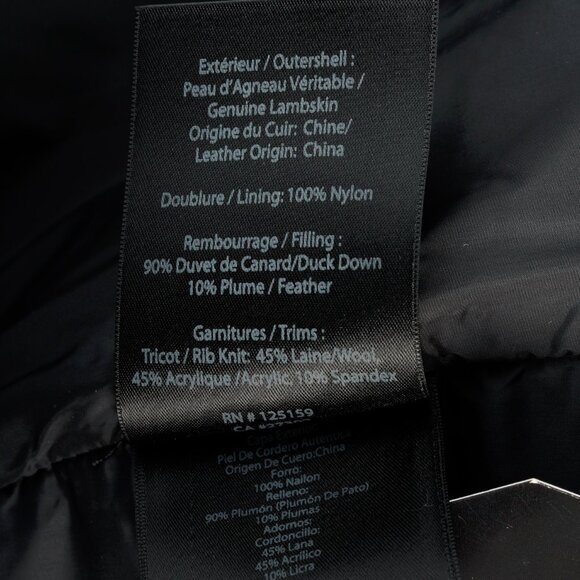 Extérieur / Outershell :
Peau d'Agneau Véritable /
Genuine Lambskin
Origine du Cuir: Chine/
Leather Origin: China
Doublure / Lining: 100% Nylon
Rembourrage / Filling :
90% Duvet de Canard/Duck Down
10% Plume / Feather
Garnitures / Trims :
Tricot / Rib Knit: 45% Laine/Wool,
45% Acrylique /Acrylic, 10% Spandex
RN # 125159
CA #
Piel De Cordero
Origen De Cuero:China
Forro:
100% Nailon
Relleno:
90% Plumón (Plumón De Pato)
10% Plumas
Adornos:
Cordoncillo:
45% Lana
45% Acrílico
10% Licra